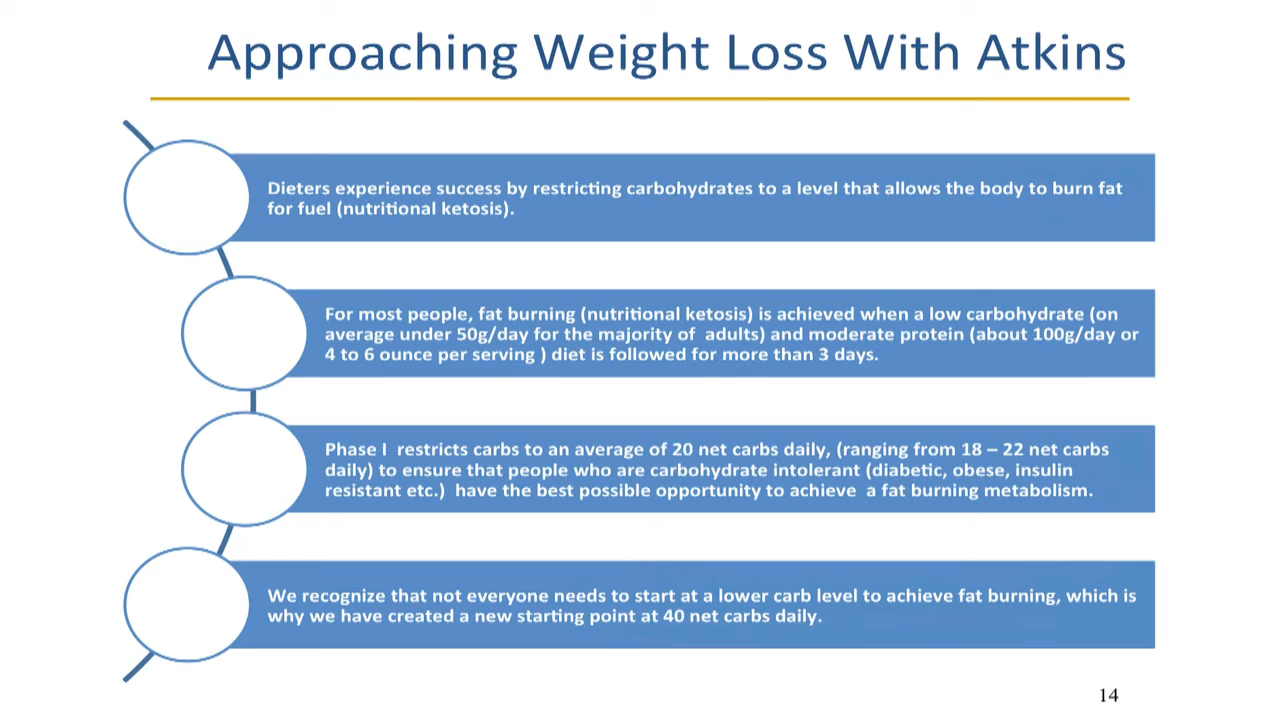 Approaching Weight Loss With Atkins
Dieters experience success by restricting carbohydrates to a level that allows the body to burn fat
for fuel (nutritional ketosis).
For most people, fat burning (nutritional ketosis) is achieved when a low carbohydrate (on
average under 50g/day for the majority of  adults) and moderate protein (about 100g/day or
4 to 6 ounce per serving ) diet is followed for more than 3 days.
Phase I  restricts carbs to an average of 20 net carbs daily, (ranging from 18 – 22 net carbs
daily) to ensure that people who are carbohydrate intolerant (diabetic, obese, insulin
resistant etc.)  have the best possible opportunity to achieve  a fat burning metabolism.
We recognize that not everyone needs to start at a lower carb level to achieve fat burning, which is
why we have created a new starting point at 40 net carbs daily.
14